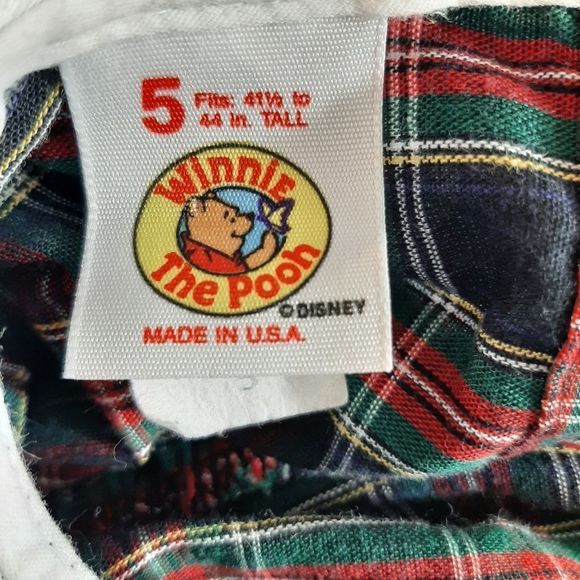 5 Fits: 41½ to
44 in. TALL
Winnie
The Pooh
© DISNEY
MADE IN U.S.A.